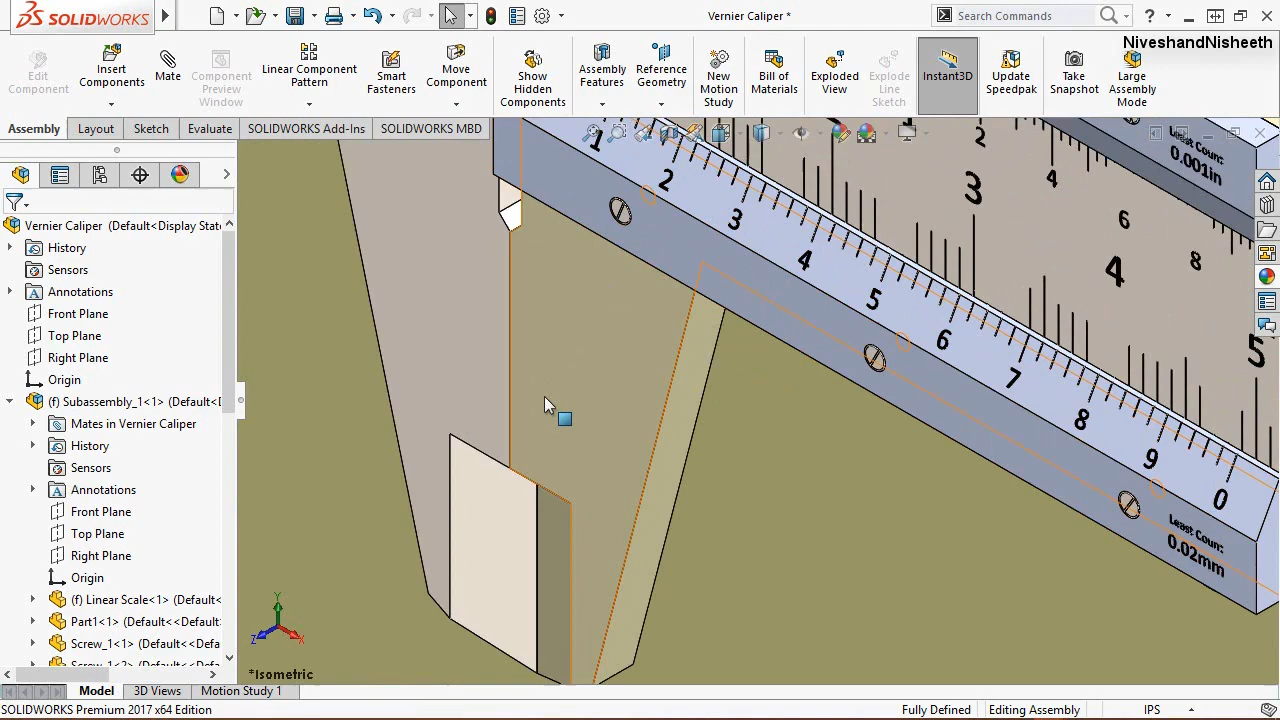 SOLIDWORKS
Vernier Caliper *
Search Commands
NiveshandNisheeth
Edit
Component
Insert
Components
Mate
Component
Preview
Window
Linear Component
Pattern
Smart
Fasteners
Move
Component
Show
Hidden
Components
Assembly
Features
Reference
Geometry
New
Motion
Study
Bill of
Materials
Exploded
View
Explode
Line
Sketch
Instant3D
Update
Speedpak
Take
Snapshot
Large
Assembly
Mode
Assembly
Layout
Sketch
Evaluate
SOLIDWORKS Add-Ins
SOLIDWORKS MBD
Vernier Caliper (Default<Display State
History
Sensors
Annotations
Front Plane
Top Plane
Right Plane
Origin
(f) Subassembly_1<1> (Default<D
Mates in Vernier Caliper
History
Sensors
Annotations
Front Plane
Top Plane
Right Plane
Origin
(f) Linear Scale<1> (Default<
Part1<1> (Default<<Default
Screw_1<1> (Default<<Defa
Screw_1<2> (Default<<Defa
1 2 3 4 5 6 7 8 9 0
Least Count:
0.02mm
2 3 4 6 4 8 5
Least Count:
0.001in
Y
Z
X
*Isometric
Model
3D Views
Motion Study 1
SOLIDWORKS Premium 2017 x64 Edition
Fully Defined
Editing Assembly
IPS